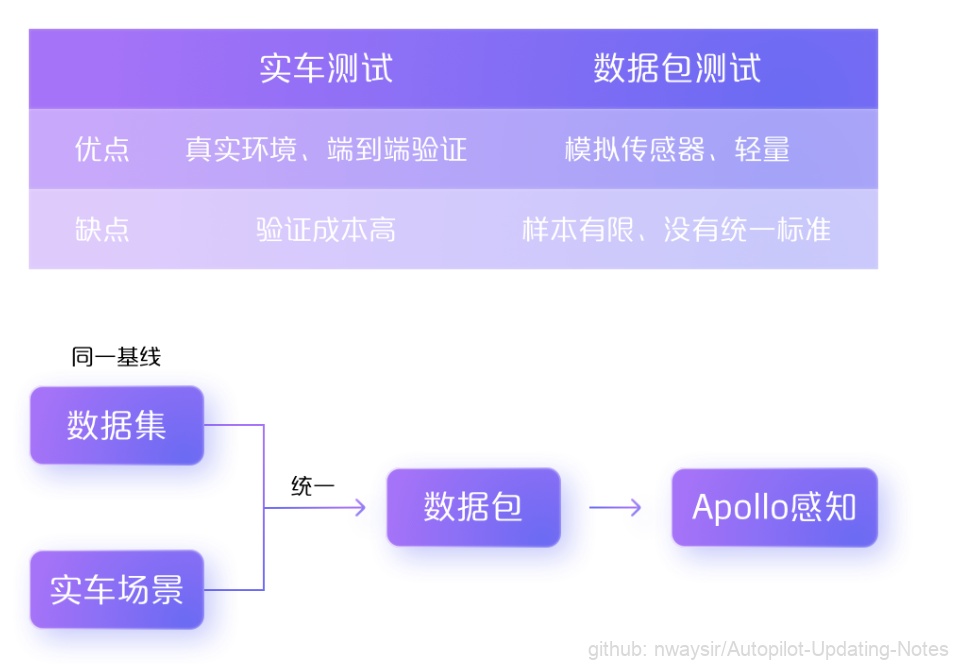 实车测试 数据包测试
优点 真实环境、端到端验证 模拟传感器、轻量
缺点 验证成本高 样本有限、没有统一标准
同一基线
数据集
统一
数据包
Apollo感知
实车场景
github: nwaysir/Autopilot-Updating-Notes